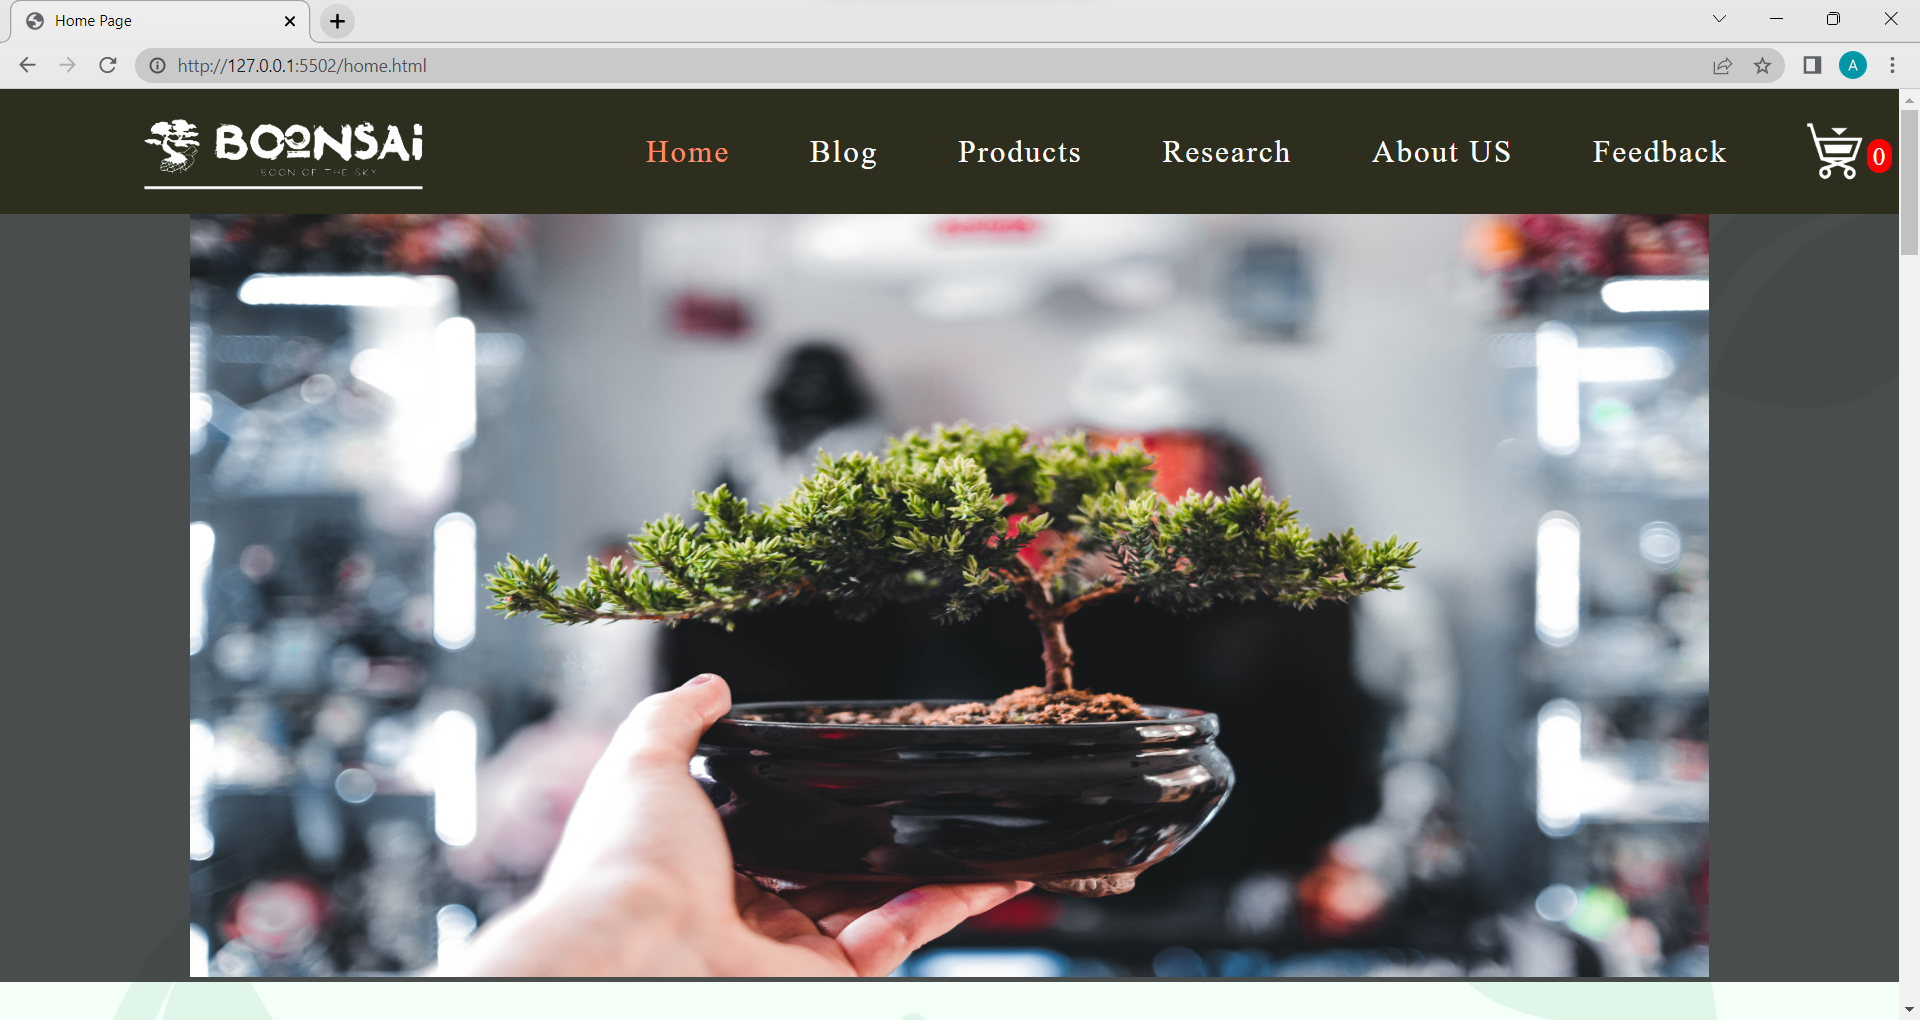 Home Page
http://127.0.0.1:5502/home.html
A
BOONSAi
BOON OF THE SKY
Home Blog Products Research About US Feedback
0